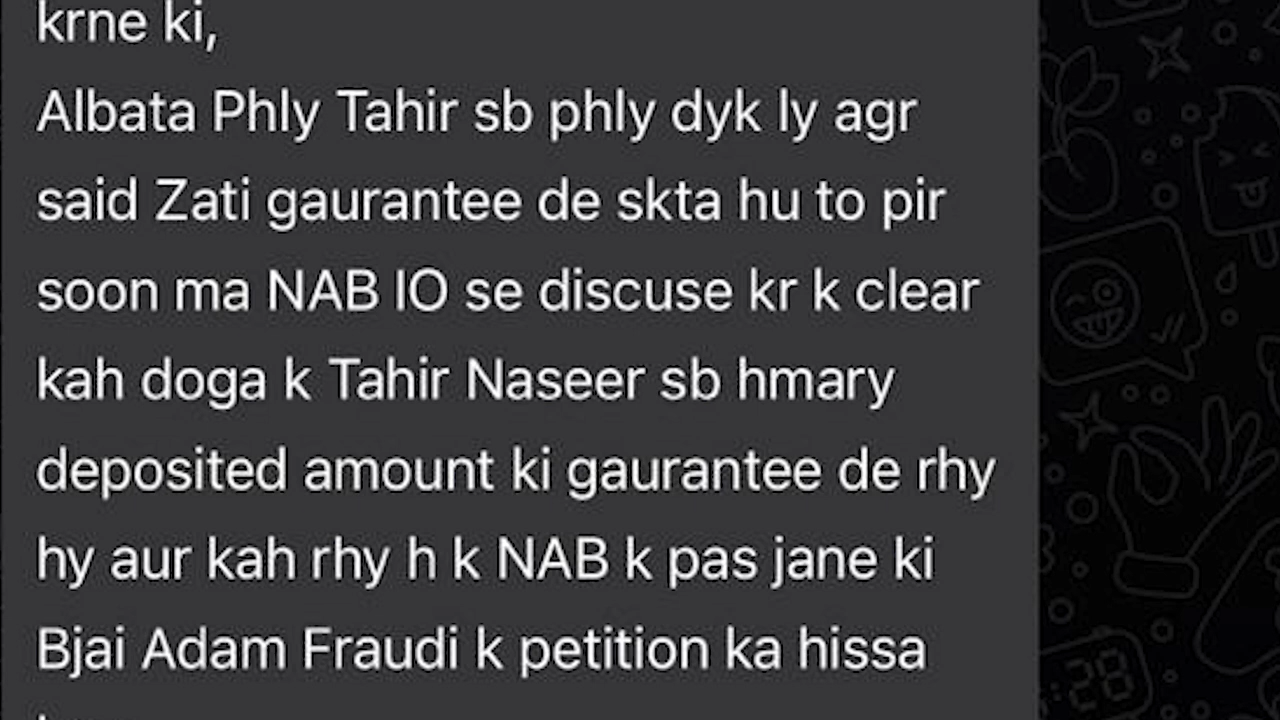 krne ki,
Albata Phly Tahir sb phly dyk ly agr
said Zati gaurantee de skta hu to pir
soon ma NAB IO se discuse kr k clear
kah doga k Tahir Naseer sb hmary
deposited amount ki gaurantee de rhy
hy aur kah rhy h k NAB k pas jane ki
Bjai Adam Fraudi k petition ka hissa